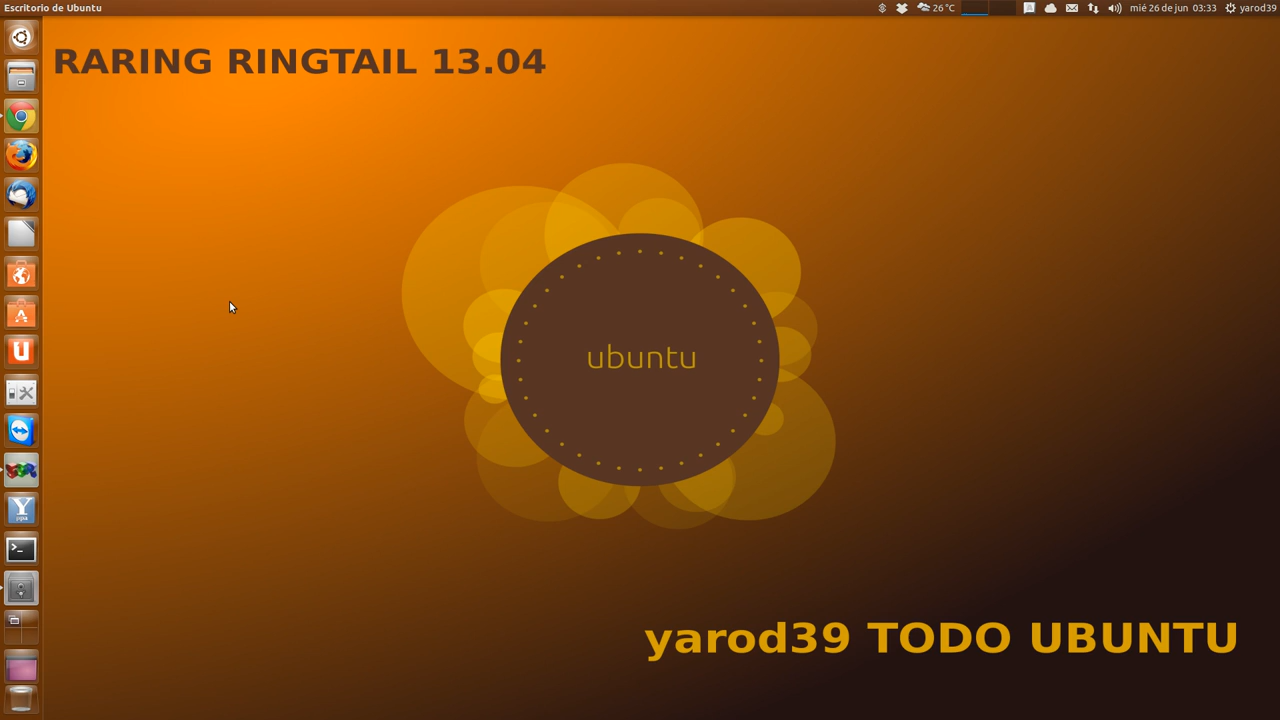 Escritorio de Ubuntu
26 °C
mié 26 de jun 03:33
yarod39
RARING RINGTAIL 13.04
ubuntu
yarod39 TODO UBUNTU